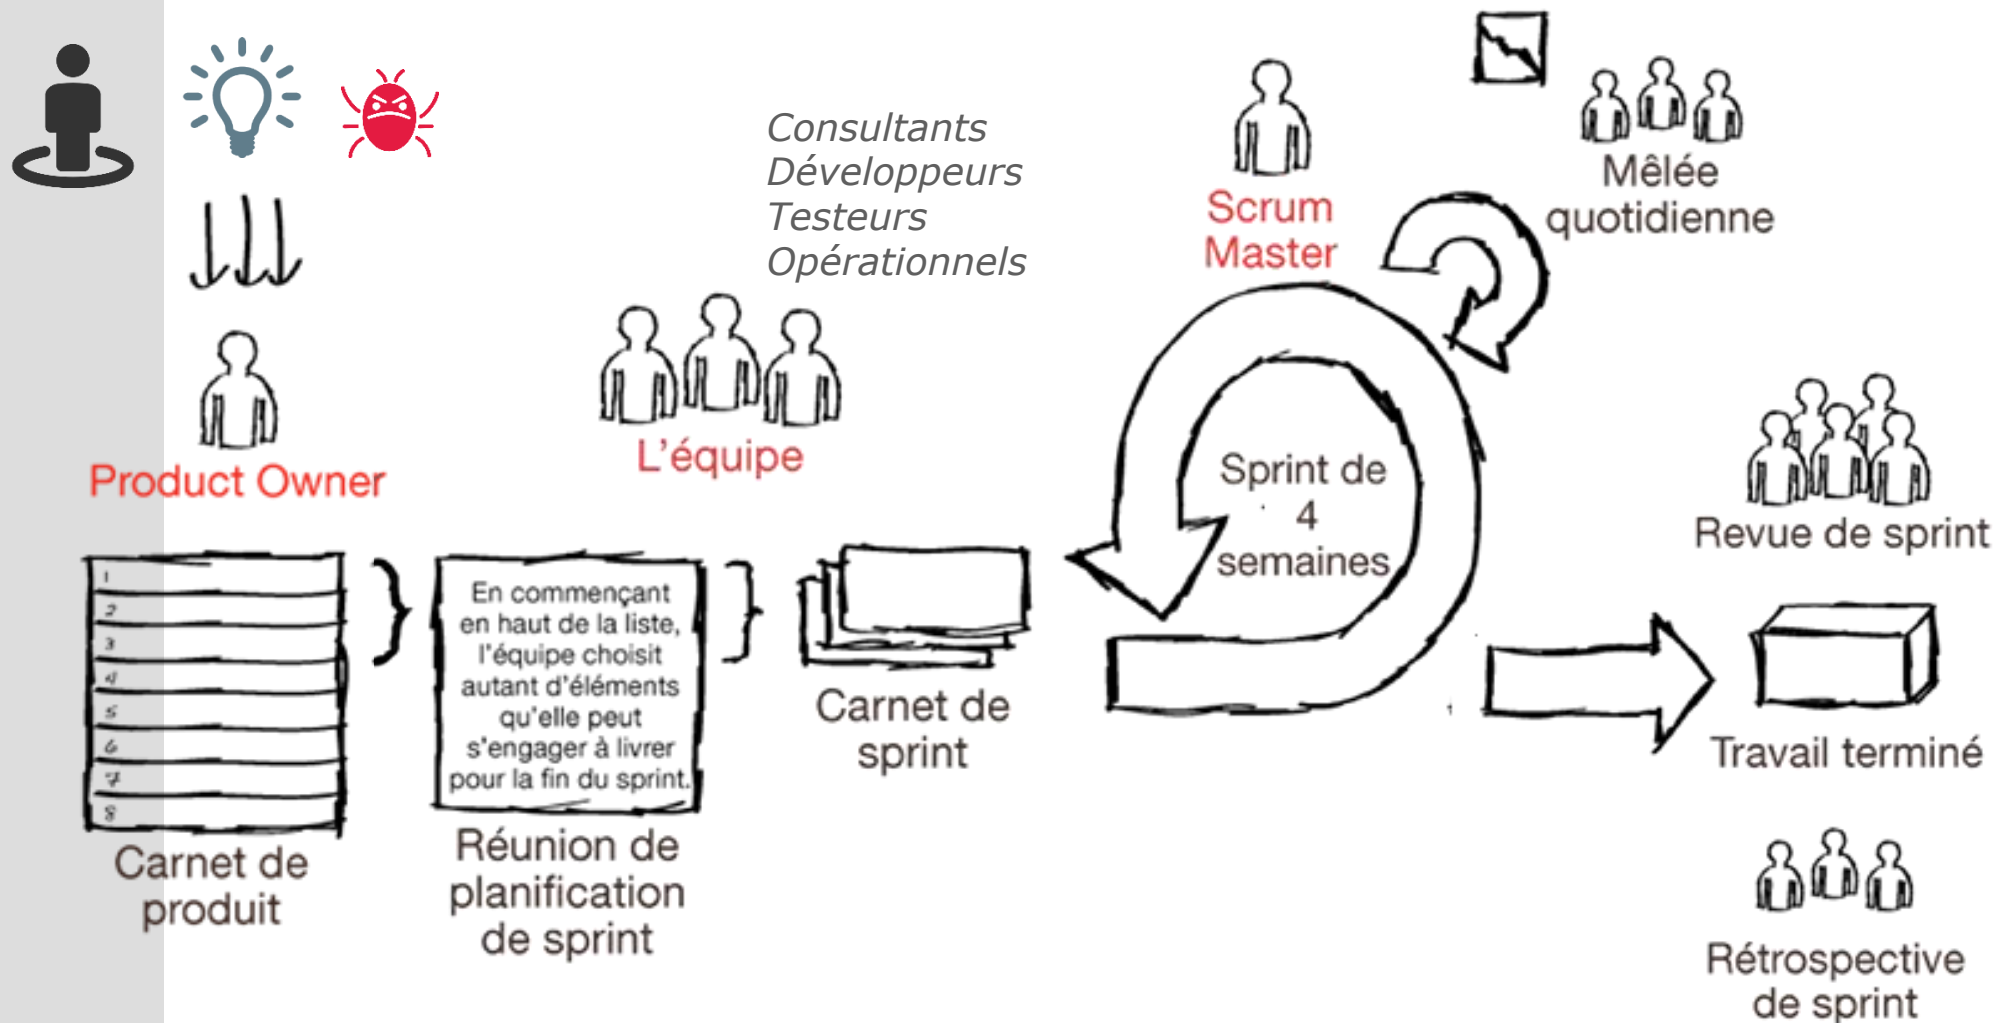 Consultants
Développeurs
Testeurs
Opérationnels
Scrum
Master
Mêlée
quotidienne
Product Owner
L'équipe
Sprint de
4
semaines
Revue de sprint
1
2
3
4
5
6
7
8
En commençant
en haut de la liste,
l'équipe choisit
autant d'éléments
qu'elle peut
s'engager à livrer
pour la fin du sprint.
Carnet de
produit
Réunion de
planification
de sprint
Carnet de
sprint
Travail terminé
Rétrospective
de sprint